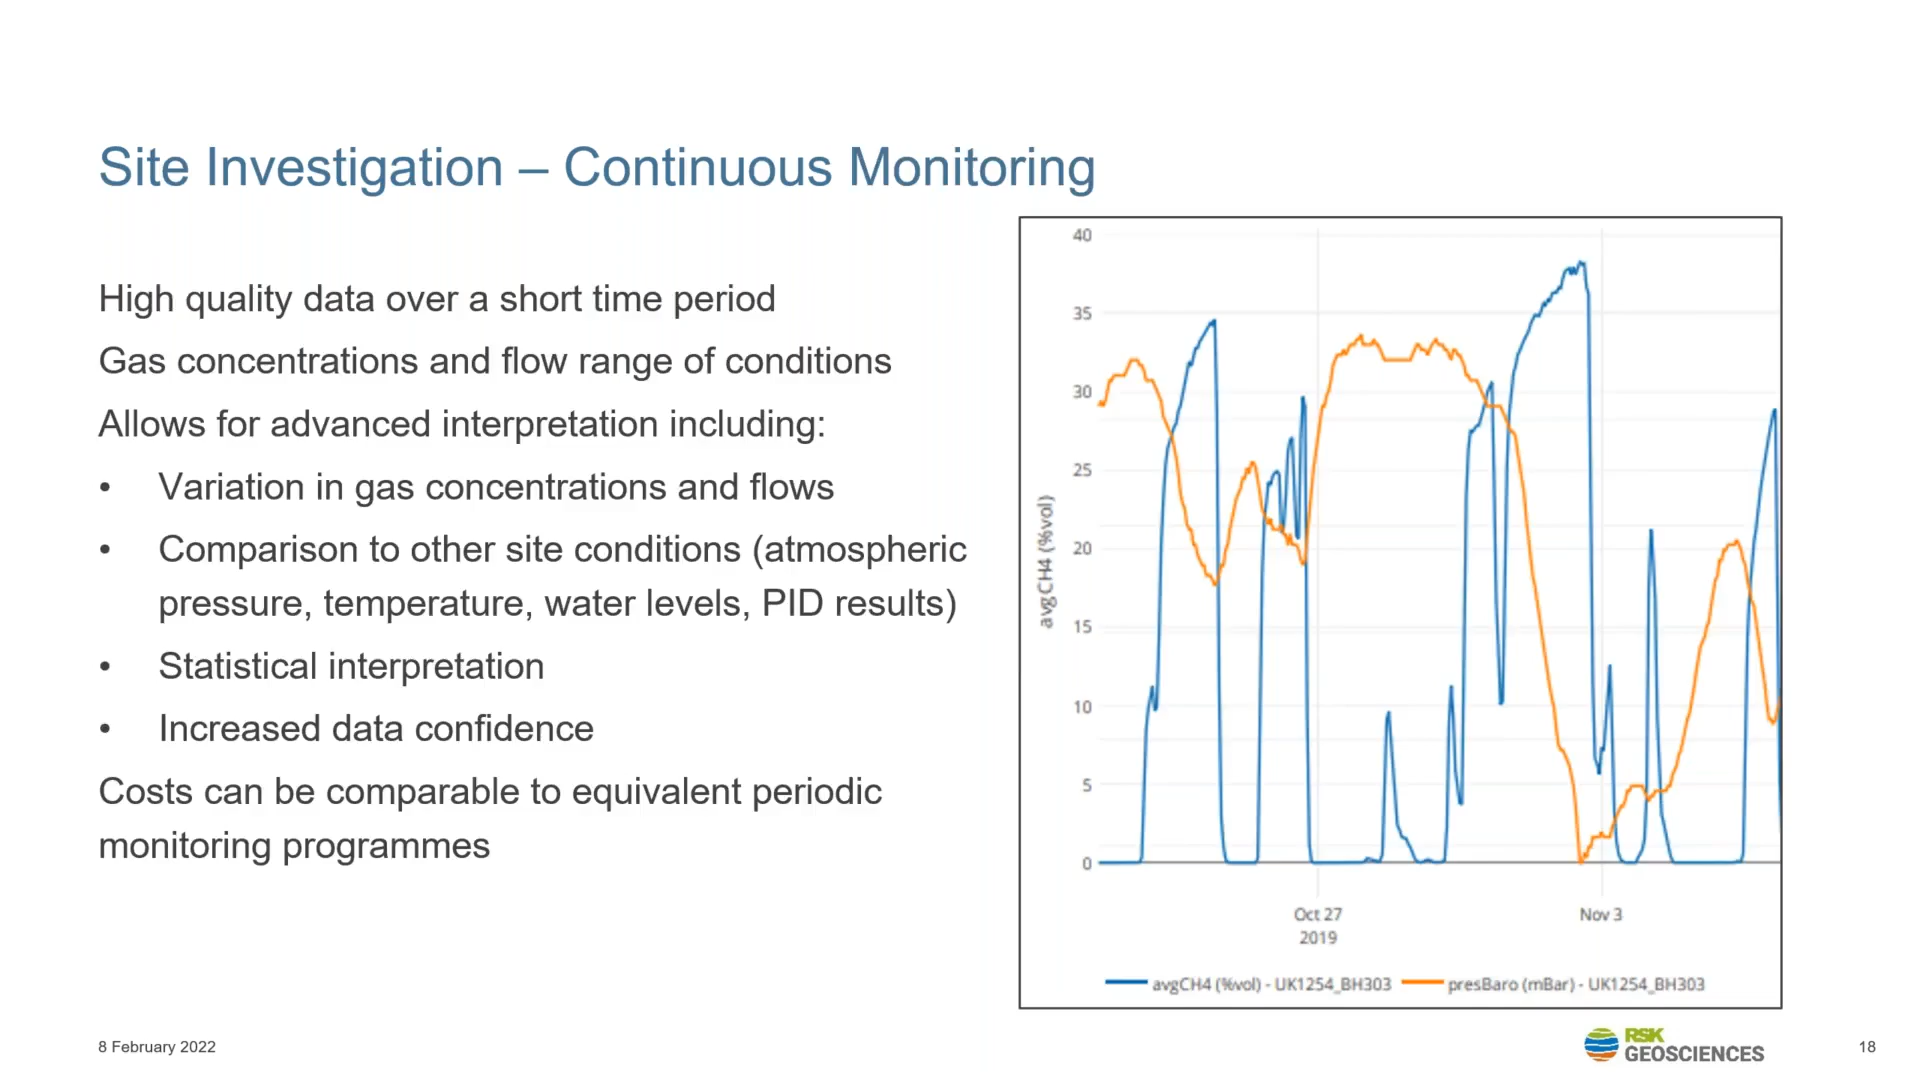 Site Investigation – Continuous Monitoring
High quality data over a short time period
Gas concentrations and flow range of conditions
Allows for advanced interpretation including:
• Variation in gas concentrations and flows
• Comparison to other site conditions (atmospheric
pressure, temperature, water levels, PID results)
• Statistical interpretation
• Increased data confidence
Costs can be comparable to equivalent periodic
monitoring programmes
40
35
30
25
20
15
10
5
0
avgCH4 (%vol)
Oct 27
2019
Nov 3
avgCH4 (%vol) - UK1254_BH303
presBaro (mBar) - UK1254_BH303
8 February 2022
RSK
GEOSCIENCES
18